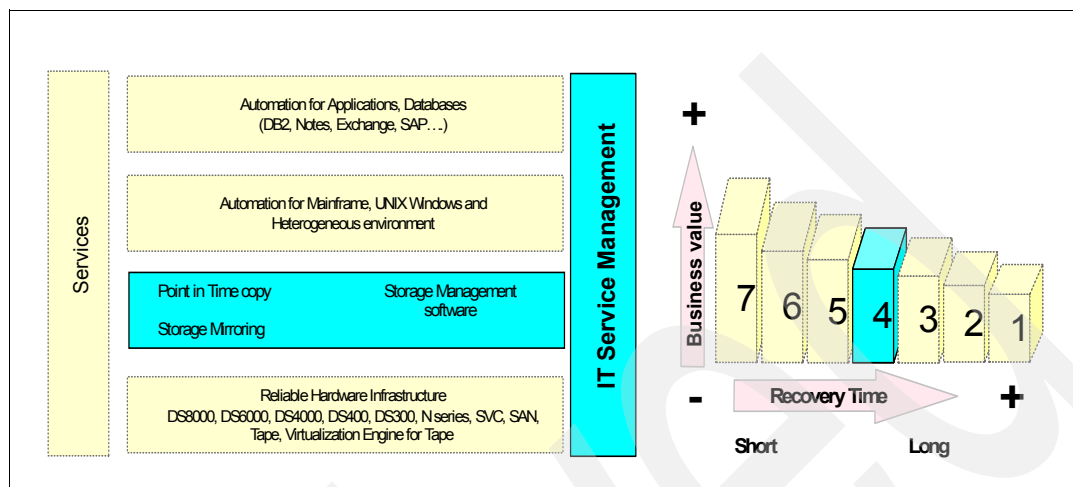 Services
Automation for Applications, Databases
(DB2, Notes, Exchange, SAP…)
Automation for Mainframe, UNIX Windows and
Heterogeneous environment
Point in Time copy
Storage Management
software
Storage Mirroring
Reliable Hardware Infrastructure
DS8000, DS6000, DS4000, DS400, DS300, N series, SVC, SAN,
Tape, Virtualization Engine for Tape
IT Service Management
+
Business value
7
6
5
4
3
2
1
-
Recovery Time
+
Short
Long